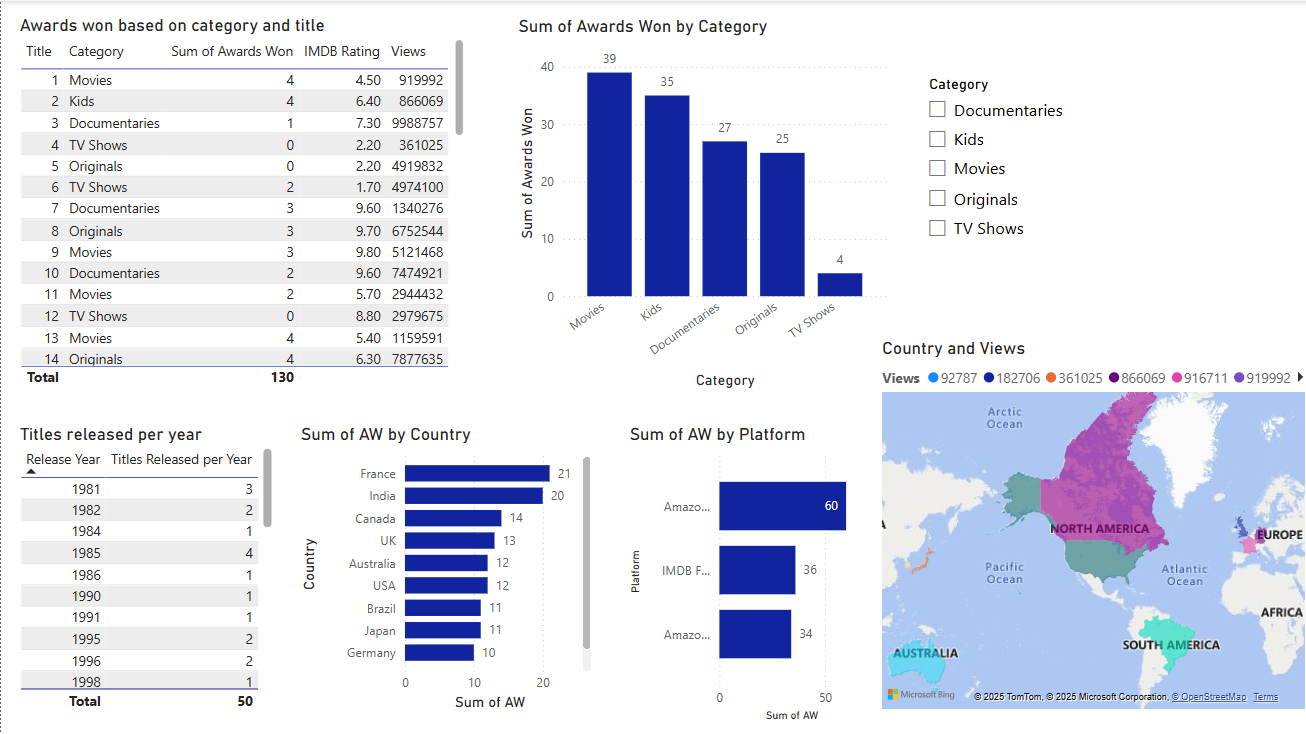 Awards won based on category and title
Title Category Sum of Awards Won IMDB Rating Views
1 Movies 4 4.50 919992
2 Kids 4 6.40 866069
3 Documentaries 1 7.30 9988757
4 TV Shows 0 2.20 361025
5 Originals 0 2.20 4919832
6 TV Shows 2 1.70 4974100
7 Documentaries 3 9.60 1340276
8 Originals 3 9.70 6752544
9 Movies 3 9.80 5121468
10 Documentaries 2 9.60 7474921
11 Movies 2 5.70 2944432
12 TV Shows 0 8.80 2979675
13 Movies 4 5.40 1159591
14 Originals 4 6.30 7877635
Total 130
Sum of Awards Won by Category
Sum of Awards Won
40
30
20
10
0
39
35
27
25
4
Movies
Kids
Documentaries
Originals
TV Shows
Category
Category
Documentaries
Kids
Movies
Originals
TV Shows
Titles released per year
Release Year Titles Released per Year
1981 3
1982 2
1984 1
1985 4
1986 1
1990 1
1991 1
1995 2
1996 2
1998 1
Total 50
Sum of AW by Country
Country
France 21
India 20
Canada 14
UK 13
Australia 12
USA 12
Brazil 11
Japan 11
Germany 10
0 10 20
Sum of AW
Sum of AW by Platform
Platform
Amazo... 60
IMDB F... 36
Amazo... 34
0 50
Sum of AW
Country and Views
Views 92787 182706 361025 866069 916711 919992
Arctic
Ocean
NORTH AMERICA
EUROPE
Pacific
Ocean
Atlantic
Ocean
AFRICA
SOUTH AMERICA
AUSTRALIA
Microsoft Bing
© 2025 TomTom, © 2025 Microsoft Corporation, © OpenStreetMap Terms